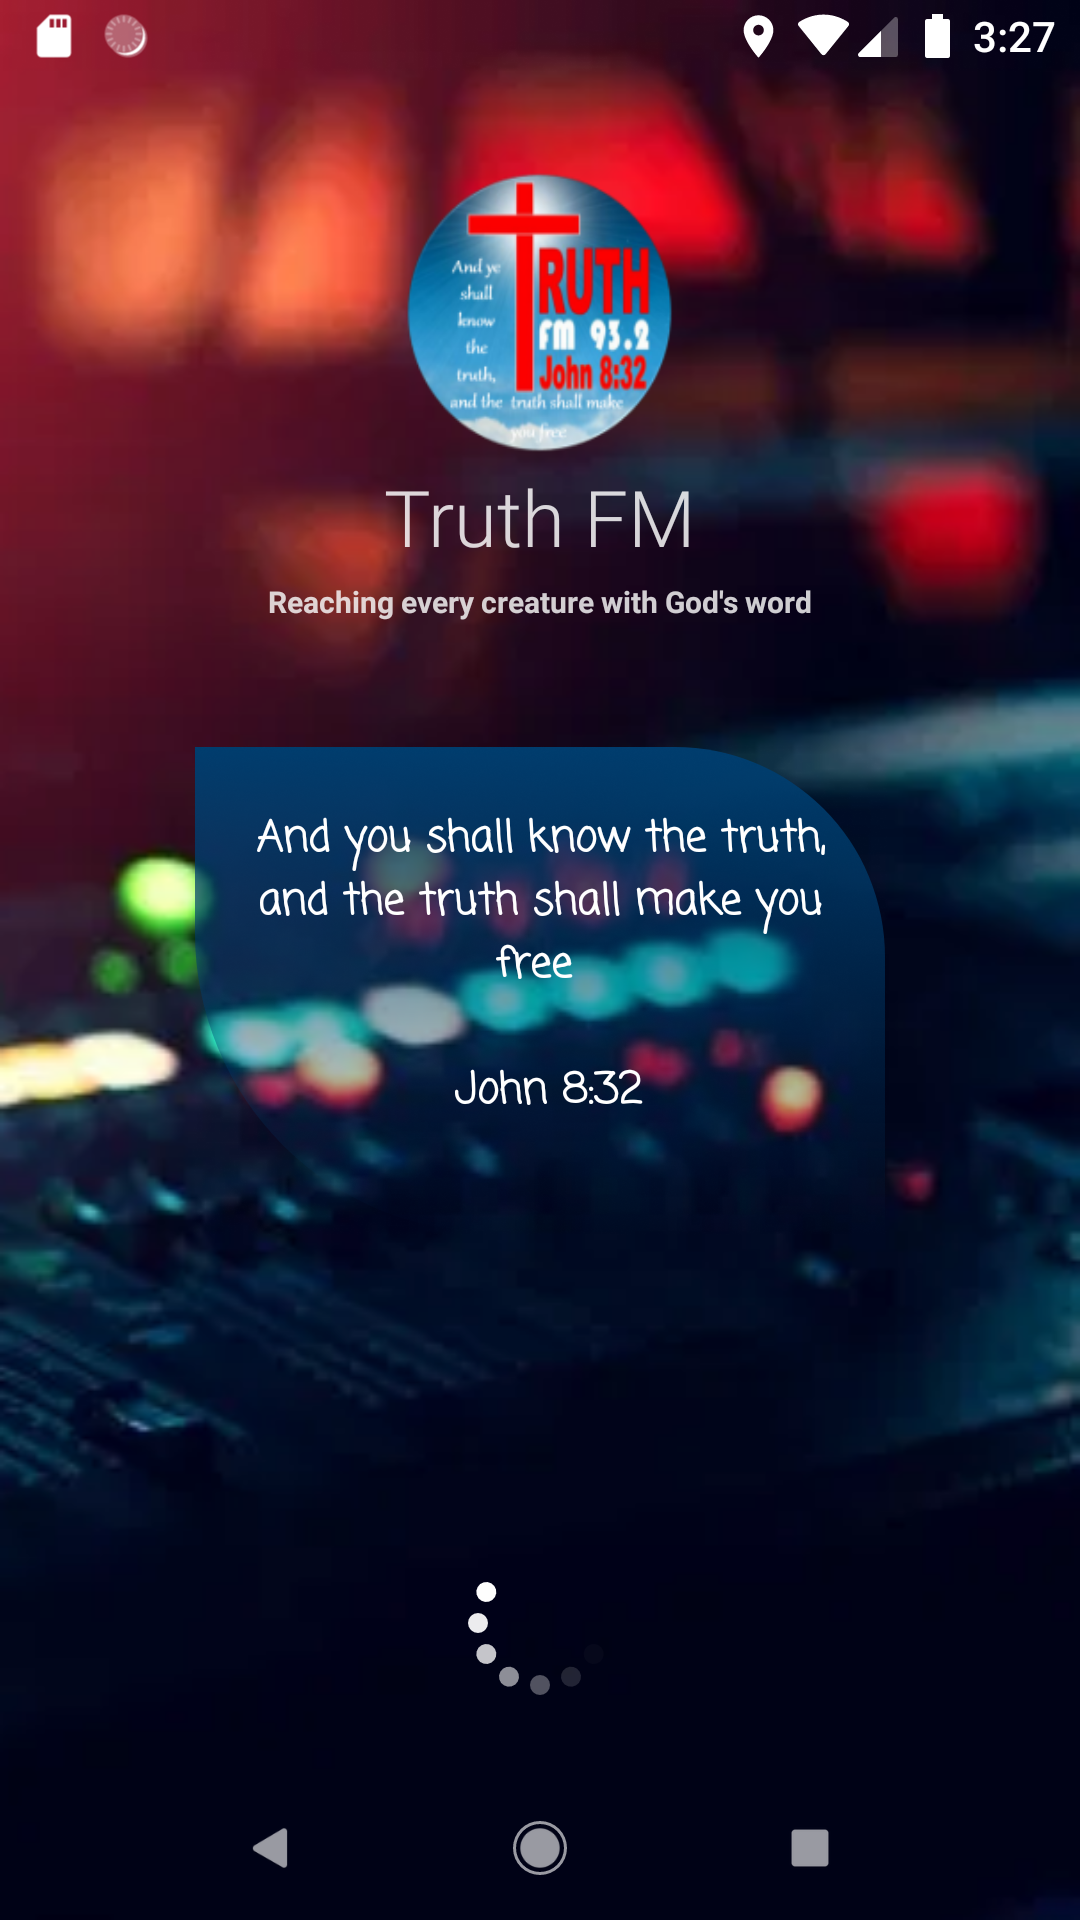 3:27
And ye
shall
know
the
truth,
and the truth shall make
you free
TRUTH
FM 93.2
John 8:32
Truth FM
Reaching every creature with God's word
And you shall know the truth,
and the truth shall make you
free
John 8:32